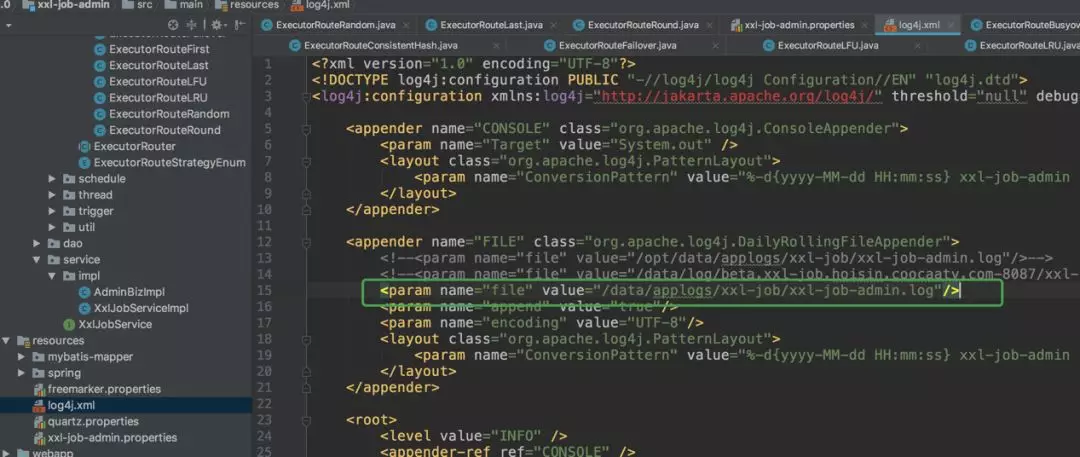 .0 xxl-job-admin src main resources log4j.xml
ExecutorRouteRandom.java ExecutorRouteLast.java ExecutorRouteRound.java xxl-job-admin.properties log4j.xml ExecutorRouteBusyov
ExecutorRouteConsistentHash.java ExecutorRouteFailover.java ExecutorRouteLFU.java ExecutorRouteLRU.java
ExecutorRouteFirst
ExecutorRouteLast
ExecutorRouteLFU
ExecutorRouteLRU
ExecutorRouteRandom
ExecutorRouteRound
ExecutorRouter
ExecutorRouteStrategyEnum
schedule
thread
trigger
util
dao
service
impl
AdminBizImpl
XxlJobServiceImpl
XxlJobService
resources
mybatis-mapper
spring
freemarker.properties
log4j.xml
quartz.properties
xxl-job-admin.properties
webapp
1 <?xml version="1.0" encoding="UTF-8"?>
2 <!DOCTYPE log4j:configuration PUBLIC "-//log4j/log4j Configuration//EN" "log4j.dtd">
3 <log4j:configuration xmlns:log4j="http://jakarta.apache.org/log4j/" threshold="null" debug
4
5 <appender name="CONSOLE" class="org.apache.log4j.ConsoleAppender">
6 <param name="Target" value="System.out" />
7 <layout class="org.apache.log4j.PatternLayout">
8 <param name="ConversionPattern" value="%-d{yyyy-MM-dd HH:mm:ss} xxl-job-admin
9 </layout>
10 </appender>
11
12 <appender name="FILE" class="org.apache.log4j.DailyRollingFileAppender">
13 <!--<param name="file" value="/opt/data/applogs/xxl-job/xxl-job-admin.log"/>-->
14 <!--<param name="file" value="/data/log/beta.xxl-job.hoisin.coocaatv.com-8087/xxl-
15 <param name="file" value="/data/applogs/xxl-job/xxl-job-admin.log"/>
16 <param name="append" value="true"/>
17 <param name="encoding" value="UTF-8"/>
18 <layout class="org.apache.log4j.PatternLayout">
19 <param name="ConversionPattern" value="%-d{yyyy-MM-dd HH:mm:ss} xxl-job-admin
20 </layout>
21 </appender>
22
23 <root>
24 <level value="INFO" />
25 <appender-ref ref="CONSOLE" />